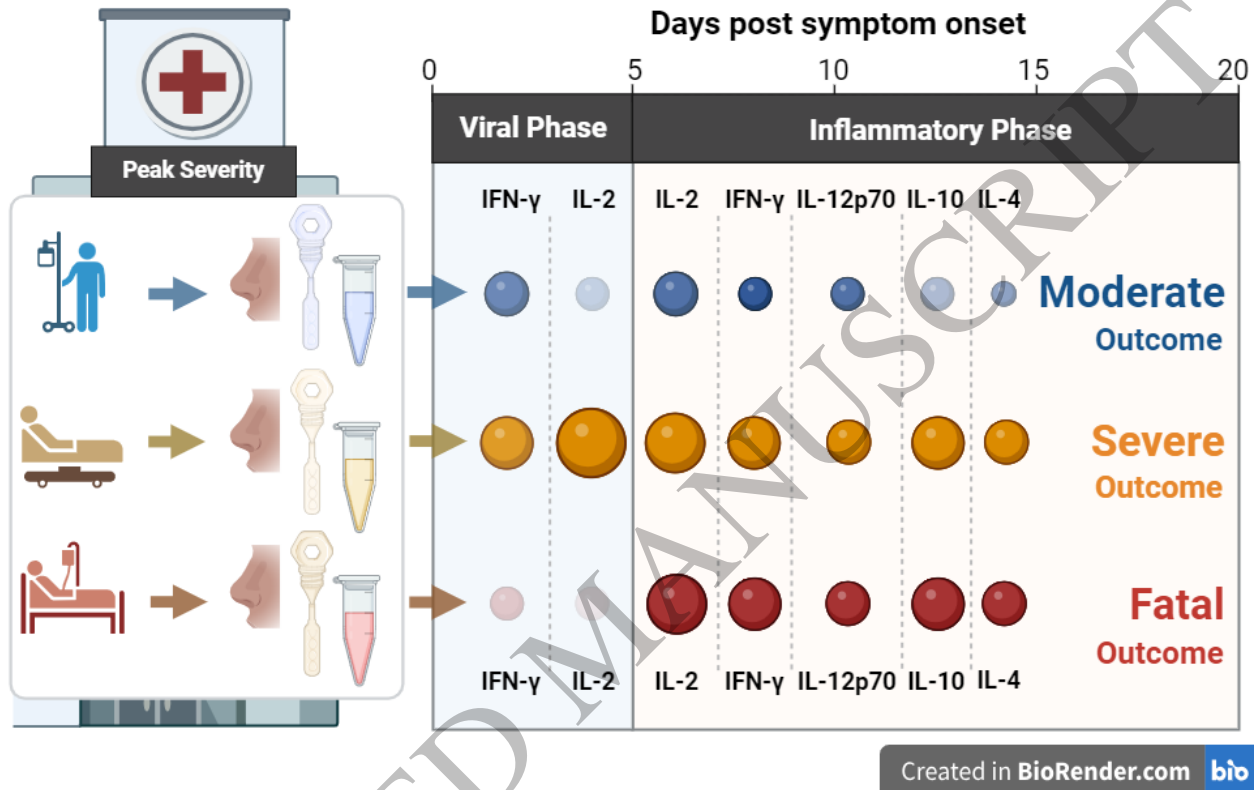 Days post symptom onset
0 5 10 15 20
Viral Phase Inflammatory Phase
Peak Severity
IFN-γ IL-2 IL-2 IFN-γ IL-12p70 IL-10 IL-4
Moderate
Outcome
Severe
Outcome
Fatal
Outcome
IFN-γ IL-2 IL-2 IFN-γ IL-12p70 IL-10 IL-4
ED MANUSCRIPT
Created in BioRender.com bio